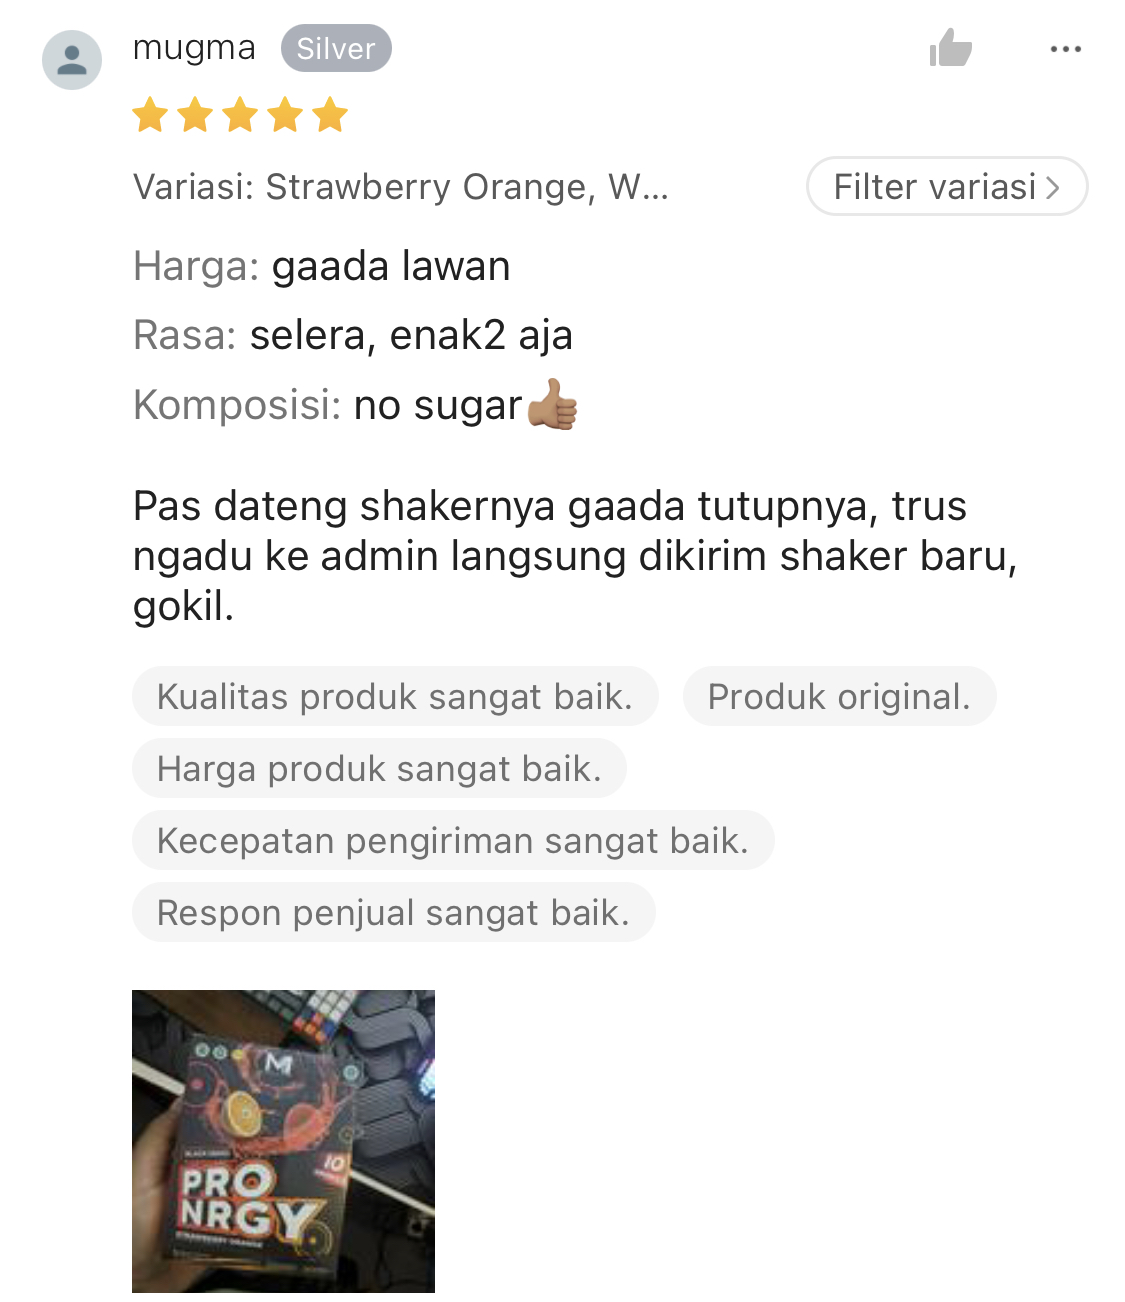 mugma Silver
Variasi: Strawberry Orange, W...
Filter variasi
Harga: gaada lawan
Rasa: selera, enak2 aja
Komposisi: no sugar👍🏽
Pas dateng shakernya gaada tutupnya, trus
ngadu ke admin langsung dikirim shaker baru,
gokil.
Kualitas produk sangat baik. Produk original.
Harga produk sangat baik.
Kecepatan pengiriman sangat baik.
Respon penjual sangat baik.
M
10
PRO
NRGY
STRAWBERRY ORANGE